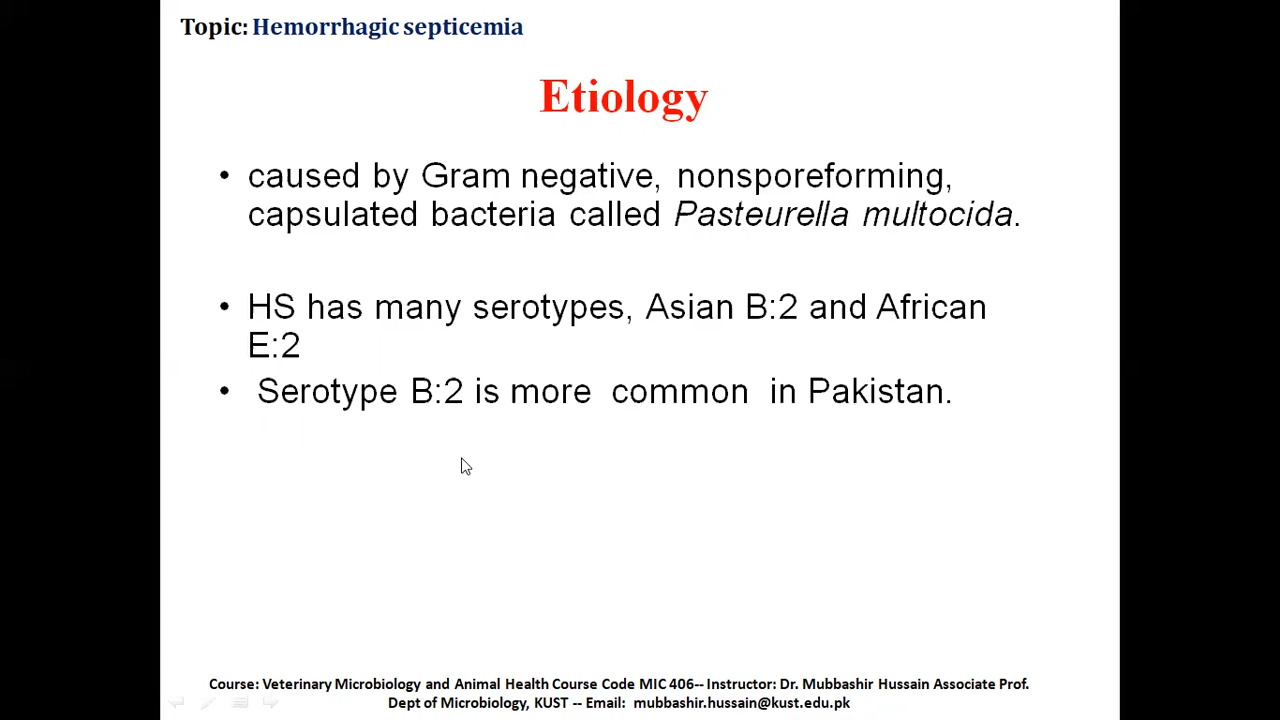 Topic: Hemorrhagic septicemia
Etiology
• caused by Gram negative, nonsporeforming,
capsulated bacteria called Pasteurella multocida.
• HS has many serotypes, Asian B:2 and African
E:2
• Serotype B:2 is more common in Pakistan.
Course: Veterinary Microbiology and Animal Health Course Code MIC 406-- Instructor: Dr. Mubbashir Hussain Associate Prof.
Dept of Microbiology, KUST -- Email: mubbashir.hussain@kust.edu.pk